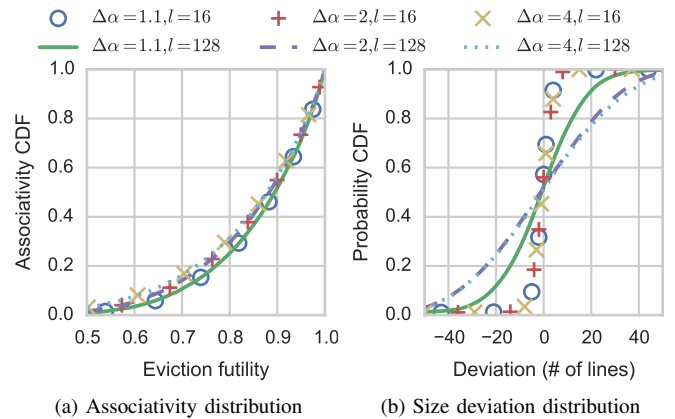 Δα=1.1,l=16 Δα=2,l=16 Δα=4,l=16
Δα=1.1,l=128 Δα=2,l=128 Δα=4,l=128
Associativity CDF
1.0
0.8
0.6
0.4
0.2
0.0
0.5 0.6 0.7 0.8 0.9 1.0
Eviction futility
(a) Associativity distribution
Probability CDF
1.0
0.8
0.6
0.4
0.2
0.0
−40 −20 0 20 40
Deviation (# of lines)
(b) Size deviation distribution